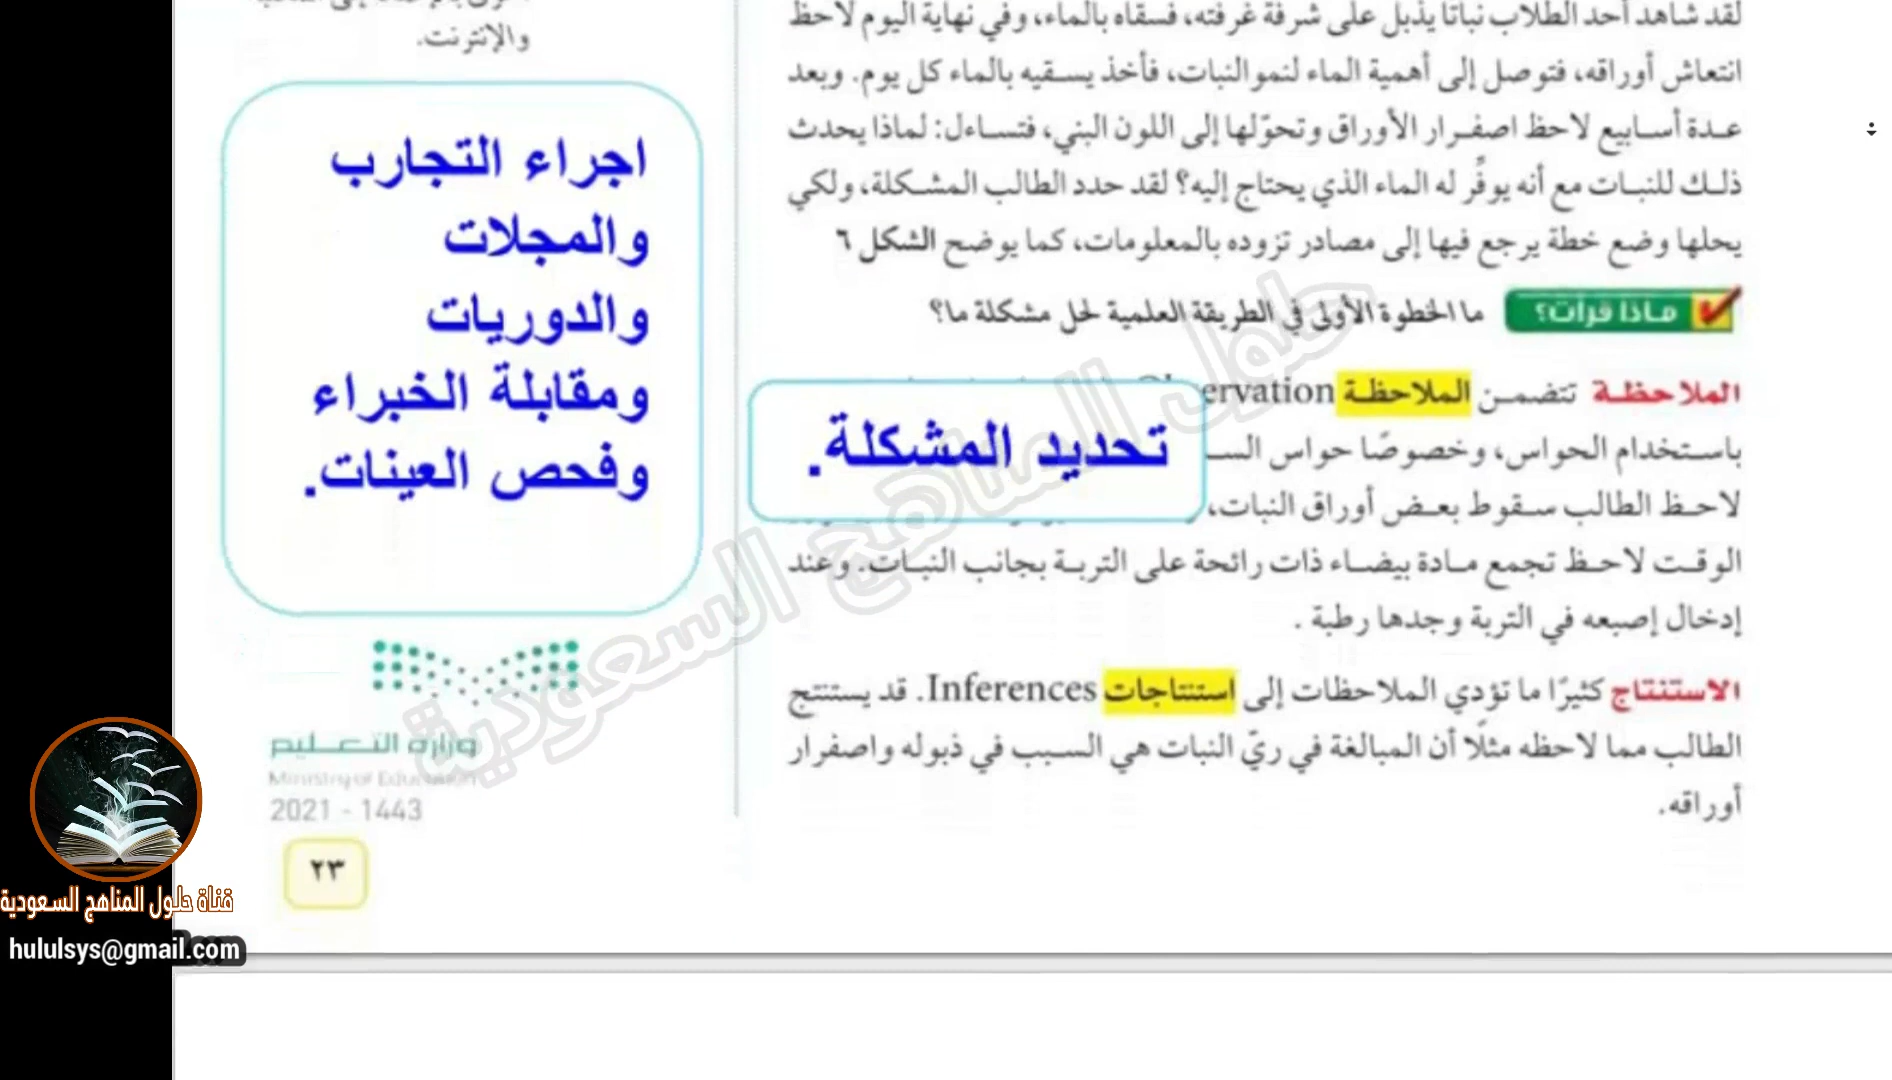 لقد شاهد أحد الطلاب نباتًا يذبل على شرفة غرفته، فسقاه بالماء، وفي نهاية اليوم لاحظ
انتعاش أوراقه، فتوصل إلى أهمية الماء لنمو النبات، فأخذ يسقيه بالماء كل يوم. وبعد
عدة أسابيع لاحظ اصفرار الأوراق وتحوّلها إلى اللون البني، فتساءل: لماذا يحدث
ذلك للنبات مع أنه يوفِّر له الماء الذي يحتاج إليه؟ لقد حدد الطالب المشكلة، ولكي
يحلها وضع خطة يرجع فيها إلى مصادر تزوده بالمعلومات، كما يوضح الشكل ٦
:
ماذا قرأت؟ ما الخطوة الأولى في الطريقة العلمية لحل مشكلة ما؟
تحديد المشكلة.
الملاحظة تتضمن الملاحظة
باستخدام الحواس، وخصوصًا حواس
لاحظ الطالب سقوط بعض أوراق النبات،
الوقت لاحظ تجمع مادة بيضاء ذات رائحة على التربة بجانب النبات. وعند
إدخال إصبعه في التربة وجدها رطبة .
الاستنتاج كثيرًا ما تؤدي الملاحظات إلى استنتاجات Inferences. قد يستنتج
الطالب مما لاحظه مثلًا أن المبالغة في ريّ النبات هي السبب في ذبوله واصفرار
أوراقه.
والإنترنت.
اجراء التجارب
والمجلات
والدوريات
ومقابلة الخبراء
وفحص العينات.
وزارة التعليم
Ministry of Education
2021 - 1443
٢٣
حلول المناهج السعودية
قناة حلول المناهج السعودية
hululsys@gmail.com